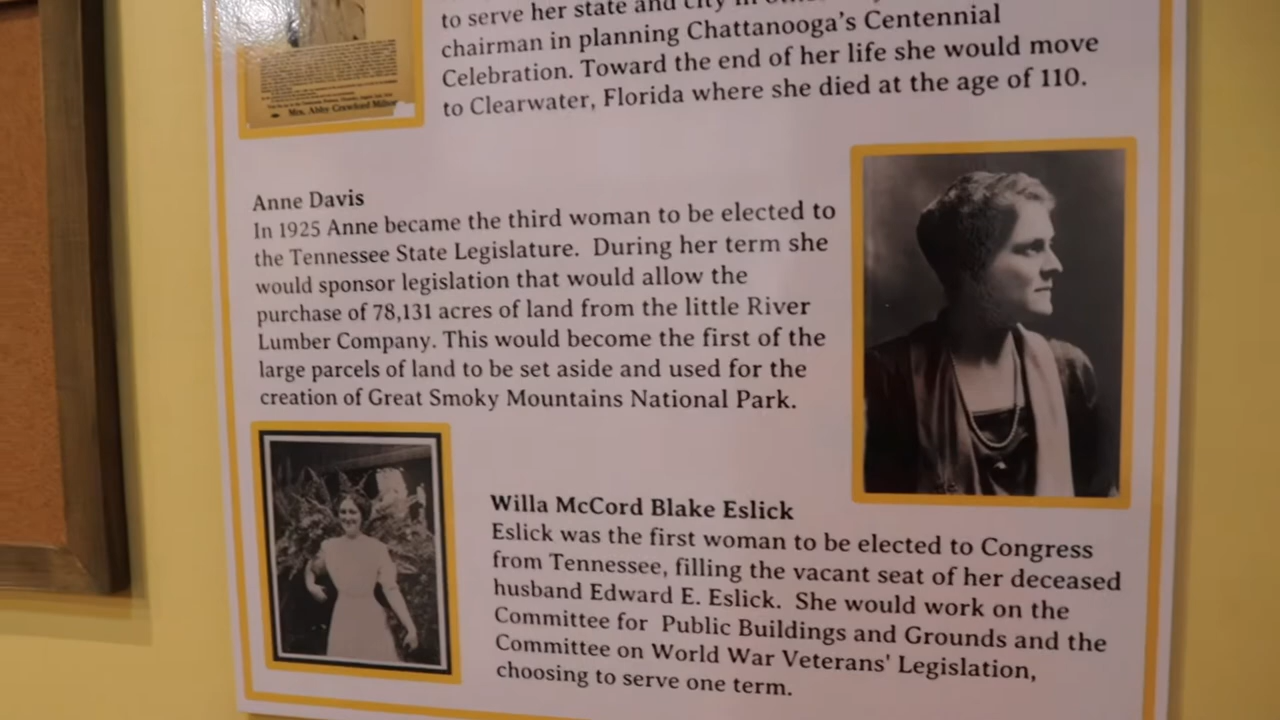 to serve her state and city in
chairman in planning Chattanooga's Centennial
Celebration. Toward the end of her life she would move
to Clearwater, Florida where she died at the age of 110.
Mrs. Abby Crawford Milton
Anne Davis
In 1925 Anne became the third woman to be elected to
the Tennessee State Legislature. During her term she
would sponsor legislation that would allow the
purchase of 78,131 acres of land from the little River
Lumber Company. This would become the first of the
large parcels of land to be set aside and used for the
creation of Great Smoky Mountains National Park.
Willa McCord Blake Eslick
Eslick was the first woman to be elected to Congress
from Tennessee, filling the vacant seat of her deceased
husband Edward E. Eslick. She would work on the
Committee for Public Buildings and Grounds and the
Committee on World War Veterans' Legislation,
choosing to serve one term.